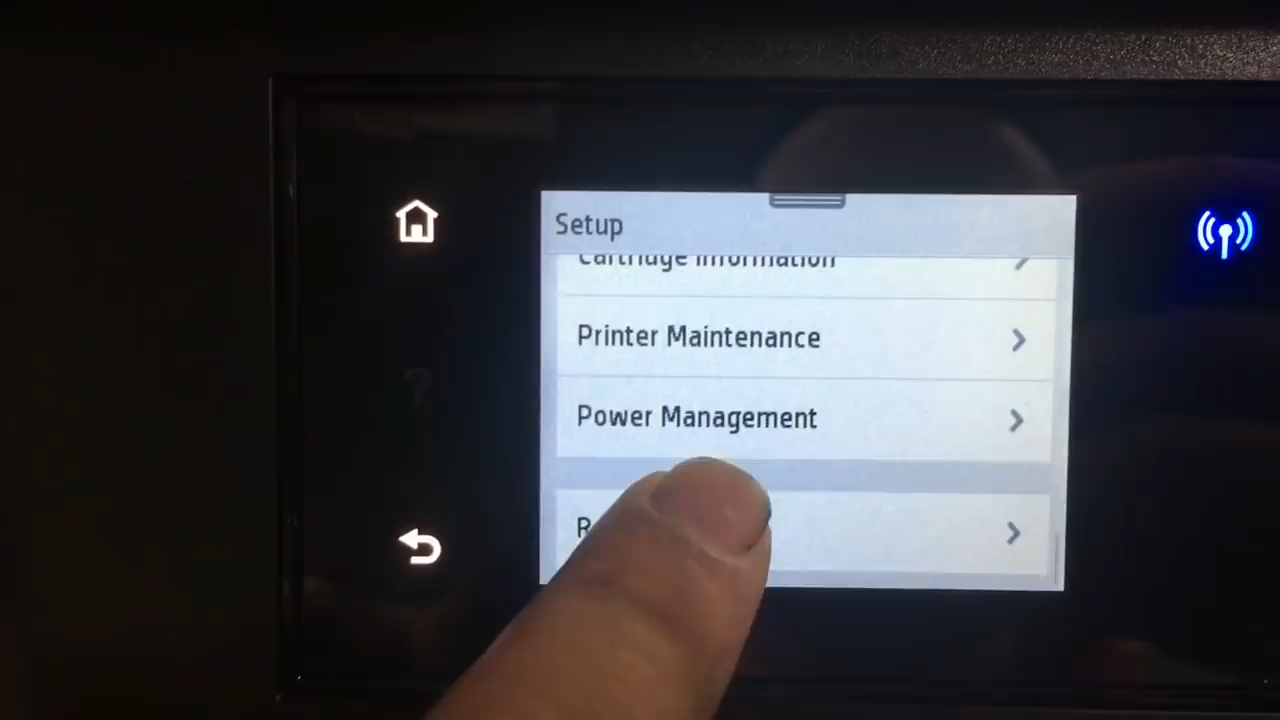 Setup
Cartridge Information
Printer Maintenance
Power Management